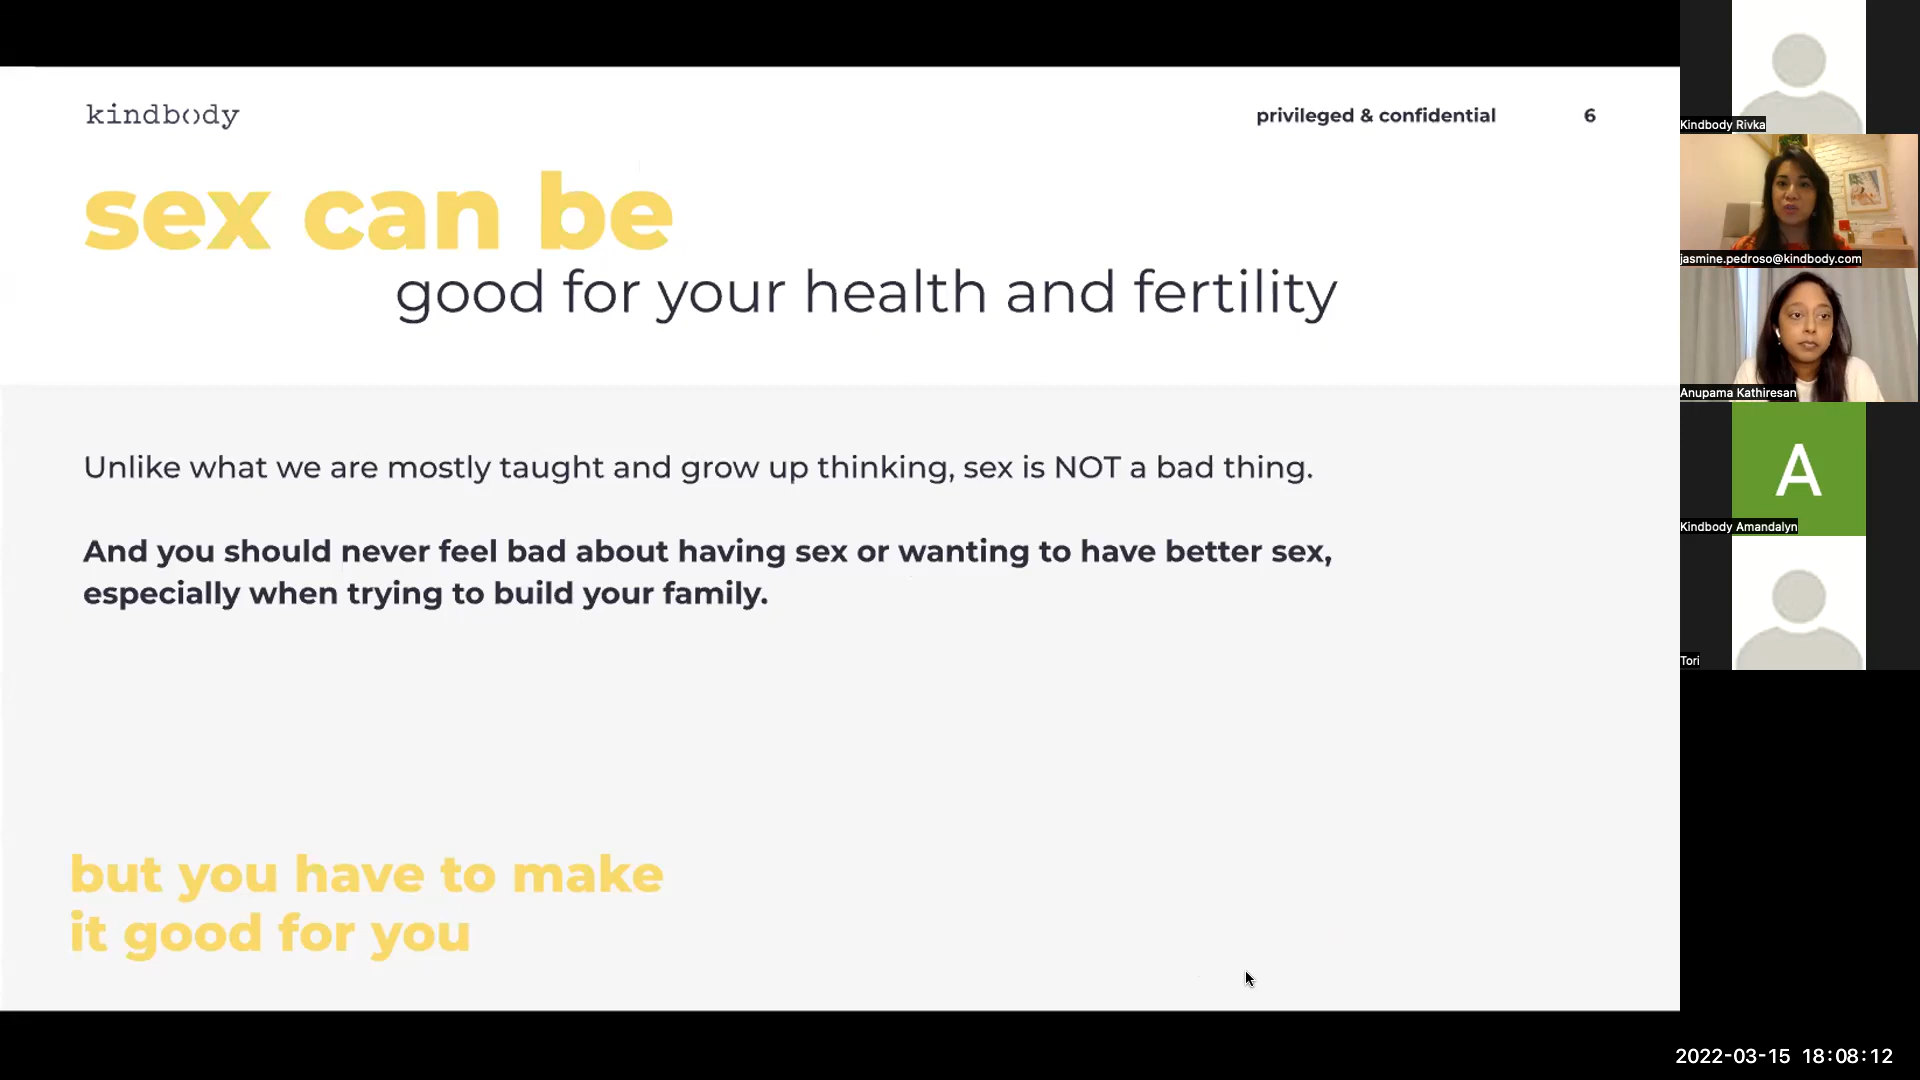 kindbody
privileged & confidential
6
sex can be
good for your health and fertility
Unlike what we are mostly taught and grow up thinking, sex is NOT a bad thing.
And you should never feel bad about having sex or wanting to have better sex,
especially when trying to build your family.
but you have to make
it good for you
Kindbody Rivka
jasmine.pedroso@kindbody.com
Anupama Kathiresan
A
Kindbody Amandalyn
Tori
2022-03-15 18:08:12